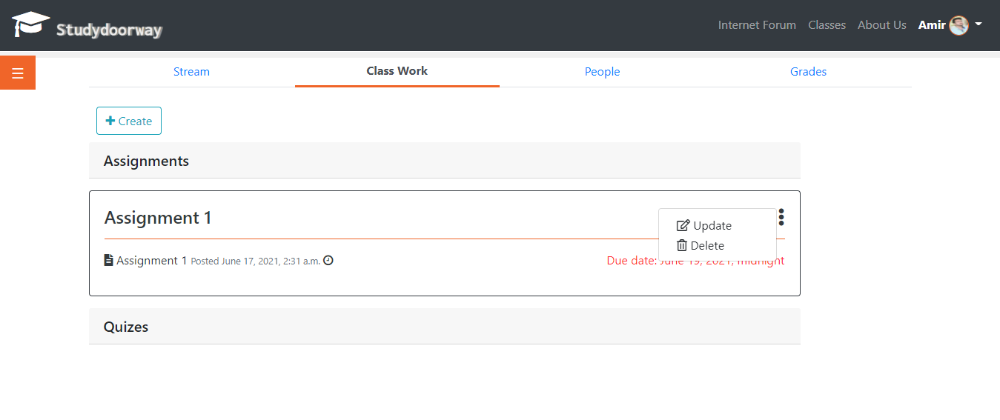 Studydoorway
Internet Forum Classes About Us Amir
Stream Class Work People Grades
Create
Assignments
Assignment 1
Update
Delete
Assignment 1 Posted June 17, 2021, 2:31 a.m.
Due date: June 19, 2021, midnight
Quizes